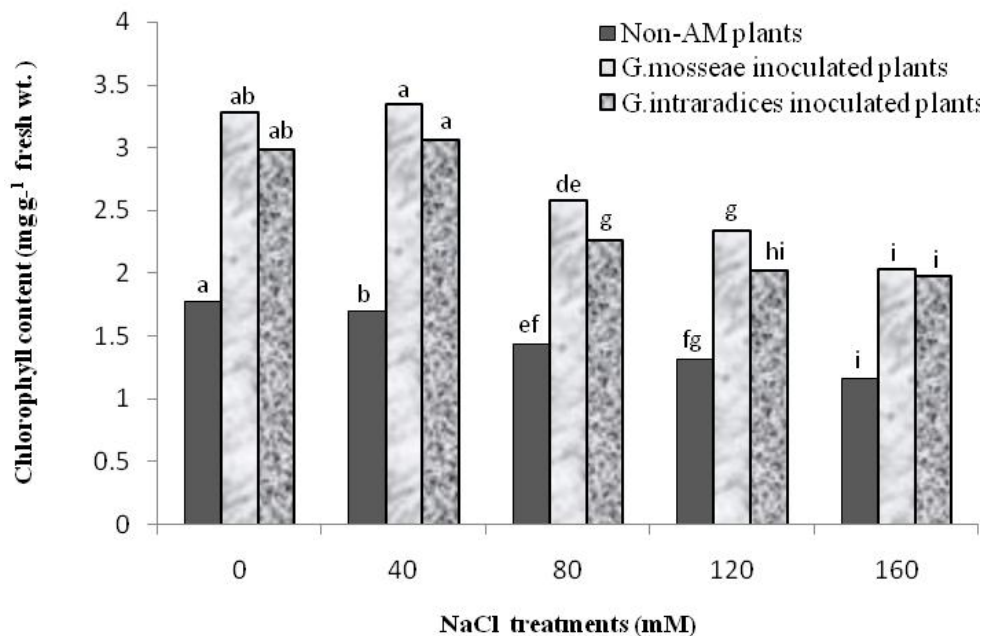 Chlorophyll content (mg g-¹ fresh wt.)
4
3.5
3
2.5
2
1.5
1
0.5
0
Non-AM plants
G.mosseae inoculated plants
G.intraradices inoculated plants
a
ab
ab
b
a
a
ef
de
g
fg
g
hi
i
i
i
0
40
80
120
160
NaCl treatments (mM)